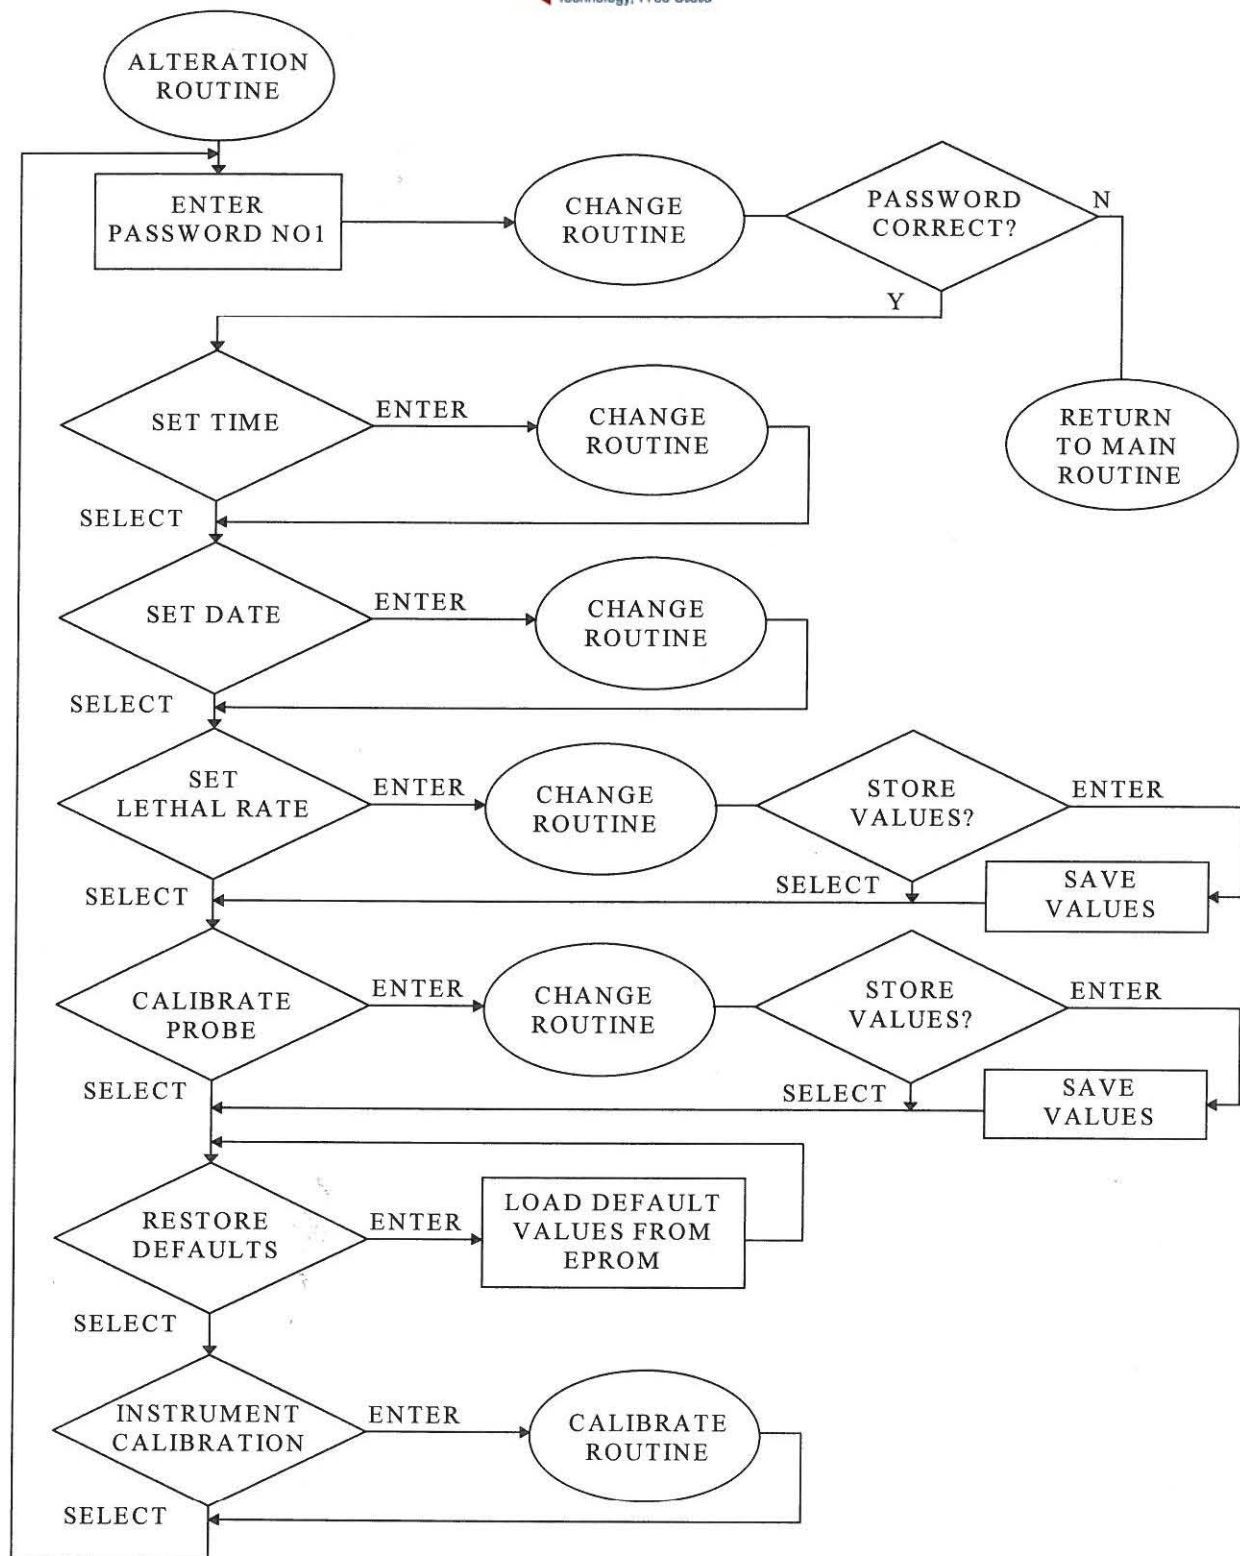 Technology, Free State
ALTERATION
ROUTINE
ENTER
PASSWORD NO1
CHANGE
ROUTINE
PASSWORD
CORRECT?
N
Y
SET TIME
ENTER
CHANGE
ROUTINE
RETURN
TO MAIN
ROUTINE
SELECT
SET DATE
ENTER
CHANGE
ROUTINE
SELECT
SET
LETHAL RATE
ENTER
CHANGE
ROUTINE
STORE
VALUES?
ENTER
SELECT
SELECT
SAVE
VALUES
CALIBRATE
PROBE
ENTER
CHANGE
ROUTINE
STORE
VALUES?
ENTER
SELECT
SELECT
SAVE
VALUES
RESTORE
DEFAULTS
ENTER
LOAD DEFAULT
VALUES FROM
EPROM
SELECT
INSTRUMENT
CALIBRATION
ENTER
CALIBRATE
ROUTINE
SELECT